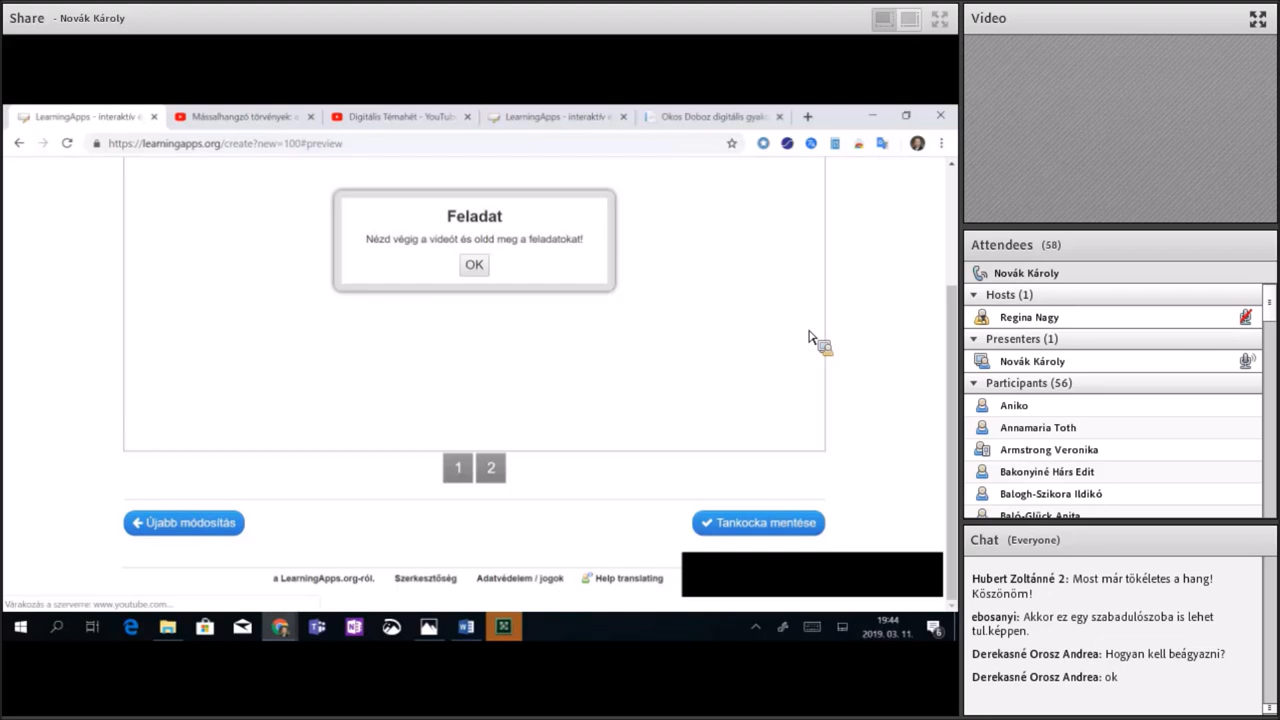 Share - Novák Károly
LearningApps - interaktív é
Mássalhangzó törvények: a
Digitális Témahét - YouTub
LearningApps - interaktív é
Okos Doboz digitális gyak
https://learningapps.org/create?new=100#preview
Feladat
Nézd végig a videót és oldd meg a feladatokat!
OK
1 2
Újabb módosítás
Tankocka mentése
a LearningApps.org-ról. Szerkesztőség Adatvédelem / jogok Help translating
Várakozás a szerverre: www.youtube.com...
19:44
2019. 03. 11.
6
Video
Attendees (58)
Novák Károly
Hosts (1)
Regina Nagy
Presenters (1)
Novák Károly
Participants (56)
Aniko
Annamaria Toth
Armstrong Veronika
Bakonyiné Hárs Edit
Balogh-Szikora Ildikó
Baló-Glück Anita
Chat (Everyone)
Hubert Zoltánné 2: Most már tökéletes a hang!
Köszönöm!
ebosanyi: Akkor ez egy szabadulószoba is lehet
tul.képpen.
Derekasné Orosz Andrea: Hogyan kell beágyazni?
Derekasné Orosz Andrea: ok